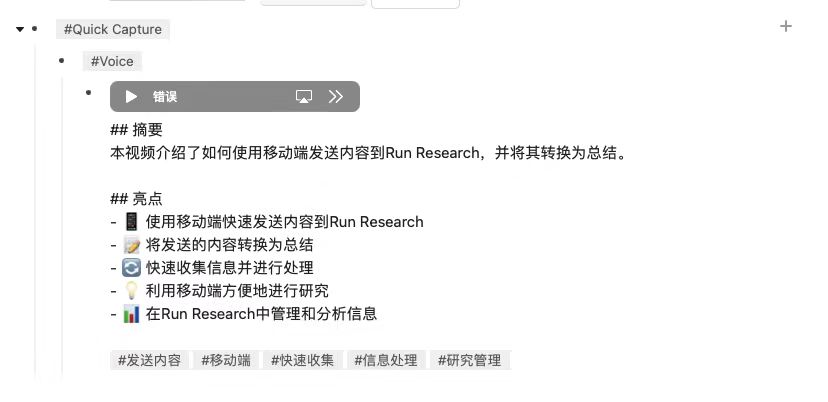 #Quick Capture
#Voice
错误
## 摘要
本视频介绍了如何使用移动端发送内容到Run Research，并将其转换为总结。
## 亮点
- 📱 使用移动端快速发送内容到Run Research
- 📝 将发送的内容转换为总结
- 🔄 快速收集信息并进行处理
- 💡 利用移动端方便地进行研究
- 📊 在Run Research中管理和分析信息
#发送内容 #移动端 #快速收集 #信息处理 #研究管理